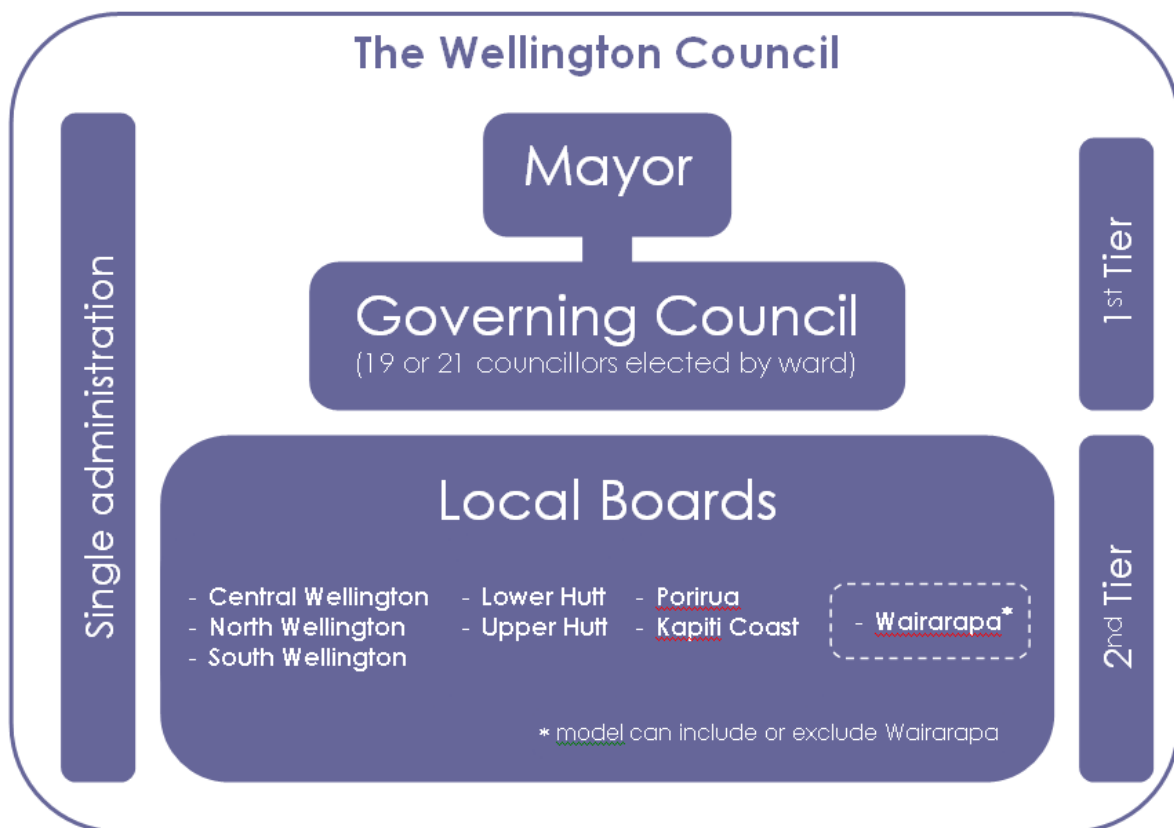 The Wellington Council
Single administration
Mayor
Governing Council
(19 or 21 councillors elected by ward)
1st Tier
Local Boards
- Central Wellington
- North Wellington
- South Wellington
- Lower Hutt
- Upper Hutt
- Porirua
- Kapiti Coast
- Wairarapa*
* model can include or exclude Wairarapa
2nd Tier